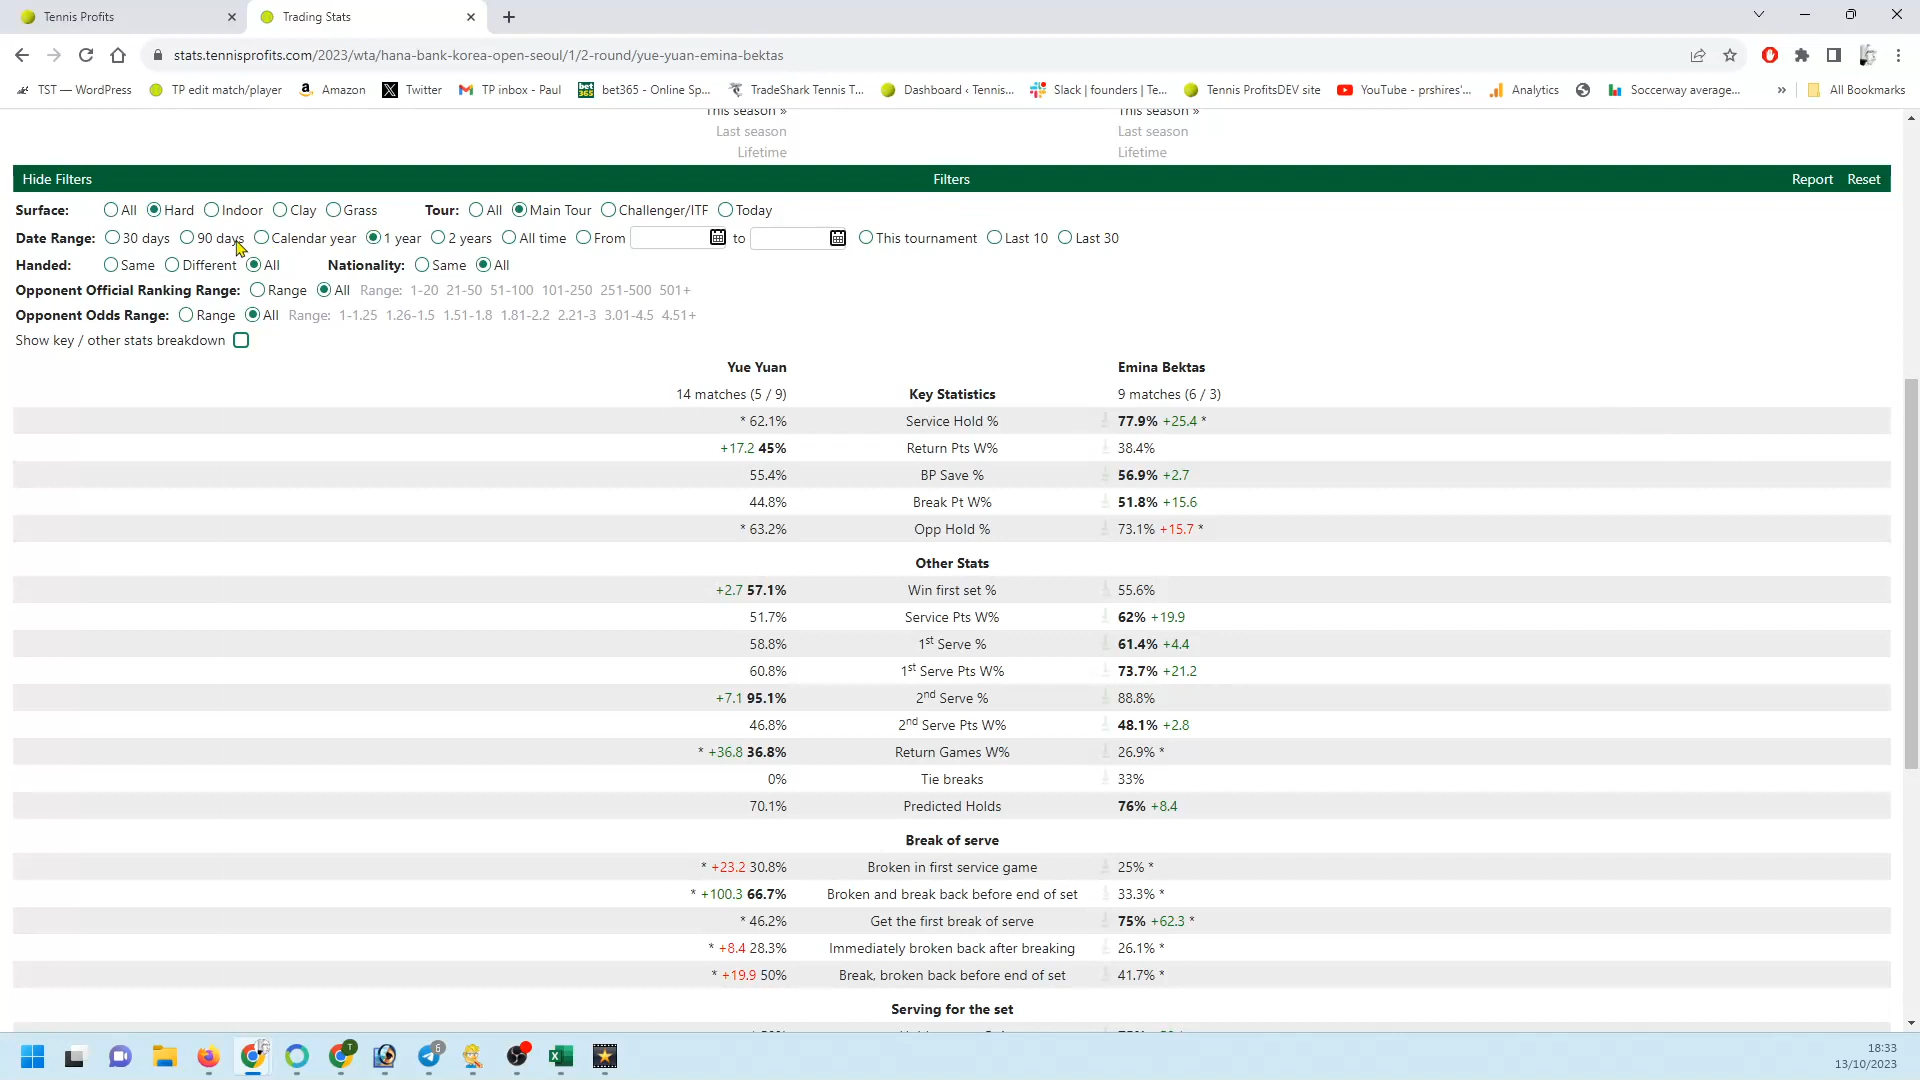 Tennis Profits
Trading Stats
stats.tennisprofits.com/2023/wta/hana-bank-korea-open-seoul/1/2-round/yue-yuan-emina-bektas
TST — WordPress TP edit match/player Amazon Twitter TP inbox - Paul bet365 - Online Sp... TradeShark Tennis T... Dashboard ‹ Tennis... Slack | founders | Te... Tennis ProfitsDEV site YouTube - prshires'... Analytics Soccerway average... » All Bookmarks
This season » This season »
Last season Last season
Lifetime Lifetime
Hide Filters Filters Report Reset
Surface: All Hard Indoor Clay Grass Tour: All Main Tour Challenger/ITF Today
Date Range: 30 days 90 days Calendar year 1 year 2 years All time From to This tournament Last 10 Last 30
Handed: Same Different All Nationality: Same All
Opponent Official Ranking Range: Range All Range: 1-20 21-50 51-100 101-250 251-500 501+
Opponent Odds Range: Range All Range: 1-1.25 1.26-1.5 1.51-1.8 1.81-2.2 2.21-3 3.01-4.5 4.51+
Show key / other stats breakdown
Yue Yuan Emina Bektas
14 matches (5 / 9) Key Statistics 9 matches (6 / 3)
* 62.1% Service Hold % 77.9% +25.4 *
+17.2 45% Return Pts W% 38.4%
55.4% BP Save % 56.9% +2.7
44.8% Break Pt W% 51.8% +15.6
* 63.2% Opp Hold % 73.1% +15.7 *
Other Stats
+2.7 57.1% Win first set % 55.6%
51.7% Service Pts W% 62% +19.9
58.8% 1st Serve % 61.4% +4.4
60.8% 1st Serve Pts W% 73.7% +21.2
+7.1 95.1% 2nd Serve % 88.8%
46.8% 2nd Serve Pts W% 48.1% +2.8
* +36.8 36.8% Return Games W% 26.9% *
0% Tie breaks 33%
70.1% Predicted Holds 76% +8.4
Break of serve
* +23.2 30.8% Broken in first service game 25% *
* +100.3 66.7% Broken and break back before end of set 33.3% *
* 46.2% Get the first break of serve 75% +62.3 *
* +8.4 28.3% Immediately broken back after breaking 26.1% *
* +19.9 50% Break, broken back before end of set 41.7% *
Serving for the set
18:33
13/10/2023